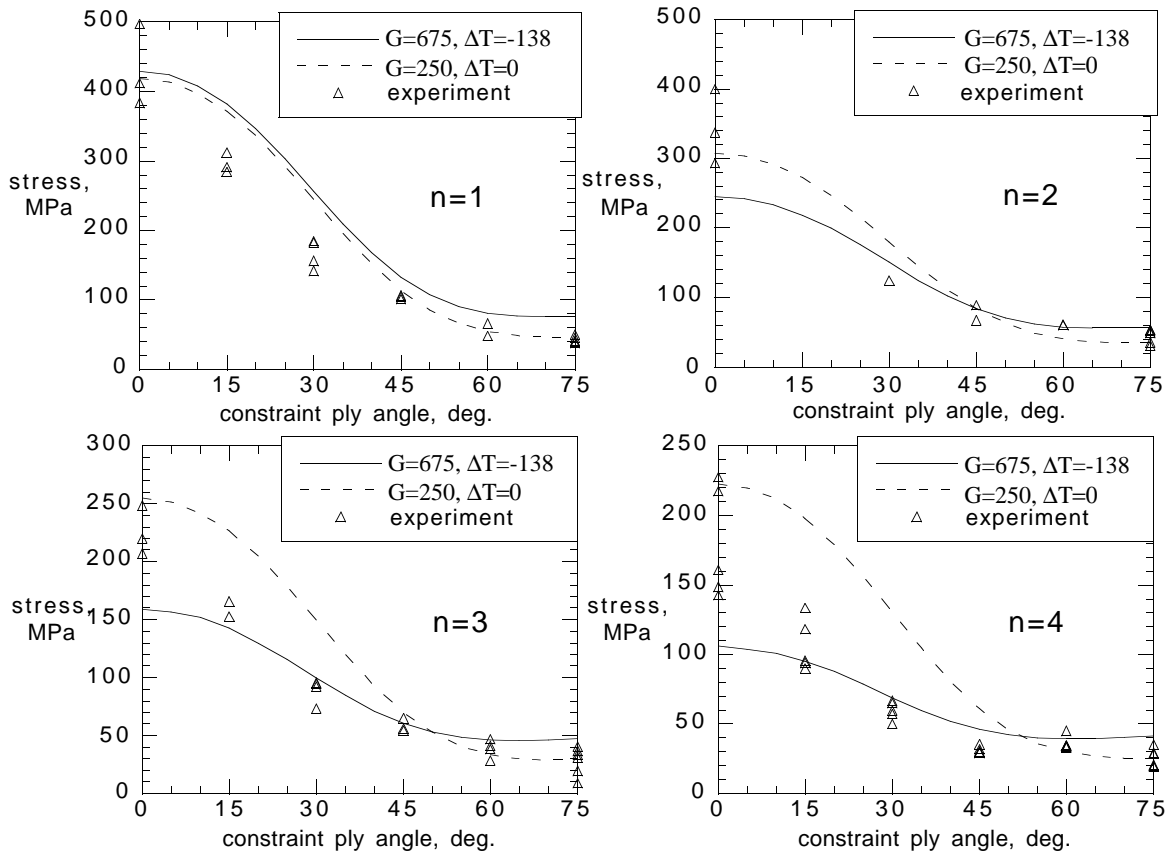 500
400
300
200
100
0
stress,
MPa
G=675, ΔT=-138
G=250, ΔT=0
experiment
n=1
0 15 30 45 60 75
constraint ply angle, deg.
500
400
300
200
100
0
stress,
MPa
G=675, ΔT=-138
G=250, ΔT=0
experiment
n=2
0 15 30 45 60 75
constraint ply angle, deg.
300
250
200
150
100
50
0
stress,
MPa
G=675, ΔT=-138
G=250, ΔT=0
experiment
n=3
0 15 30 45 60 75
constraint ply angle, deg.
250
200
150
100
50
0
stress,
MPa
G=675, ΔT=-138
G=250, ΔT=0
experiment
n=4
0 15 30 45 60 75
constraint ply angle, deg.